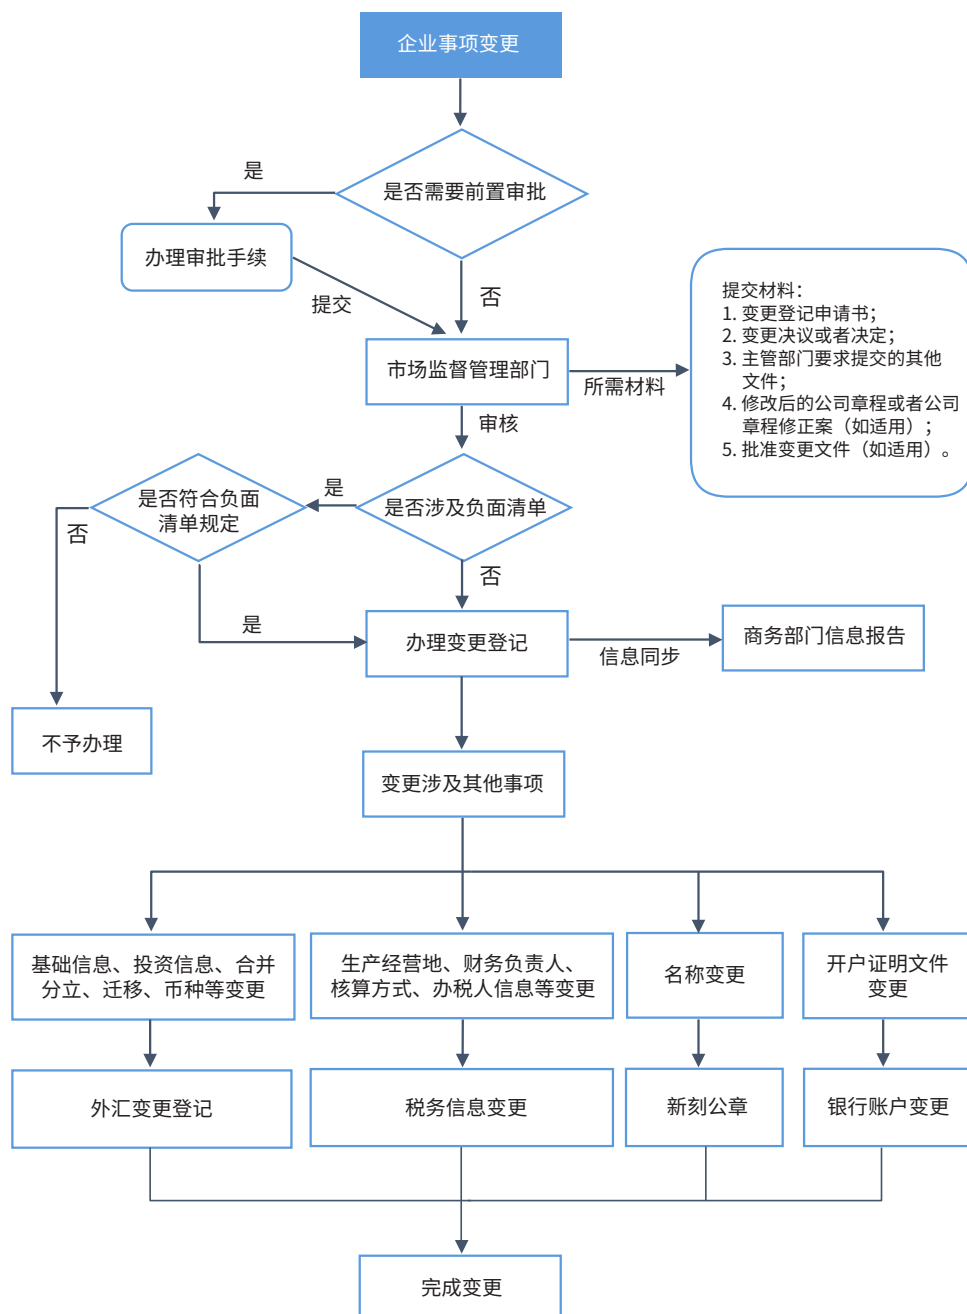 企业事项变更
是
是否需要前置审批
办理审批手续
提交
否
市场监督管理部门
所需材料
提交材料：
1. 变更登记申请书；
2. 变更决议或者决定；
3. 主管部门要求提交的其他
文件；
4. 修改后的公司章程或者公司
章程修正案（如适用）；
5. 批准变更文件（如适用）。
审核
是否符合负面
清单规定
是
是否涉及负面清单
否
否
是
办理变更登记
信息同步
商务部门信息报告
不予办理
变更涉及其他事项
基础信息、投资信息、合并
分立、迁移、币种等变更
生产经营地、财务负责人、
核算方式、办税人信息等变更
名称变更
开户证明文件
变更
外汇变更登记
税务信息变更
新刻公章
银行账户变更
完成变更